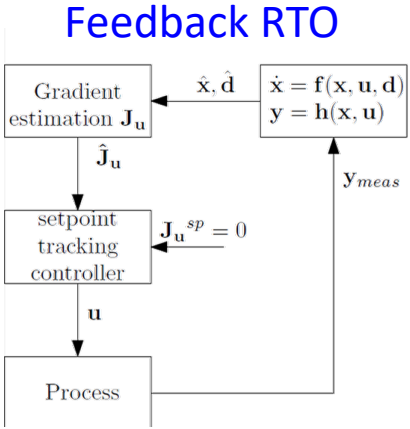 Feedback RTO
Gradient
estimation J_u
x̂, d̂
ẋ = f(x, u, d)
y = h(x, u)
Ĵ_u
y_meas
setpoint
tracking
controller
J_u^sp = 0
u
Process